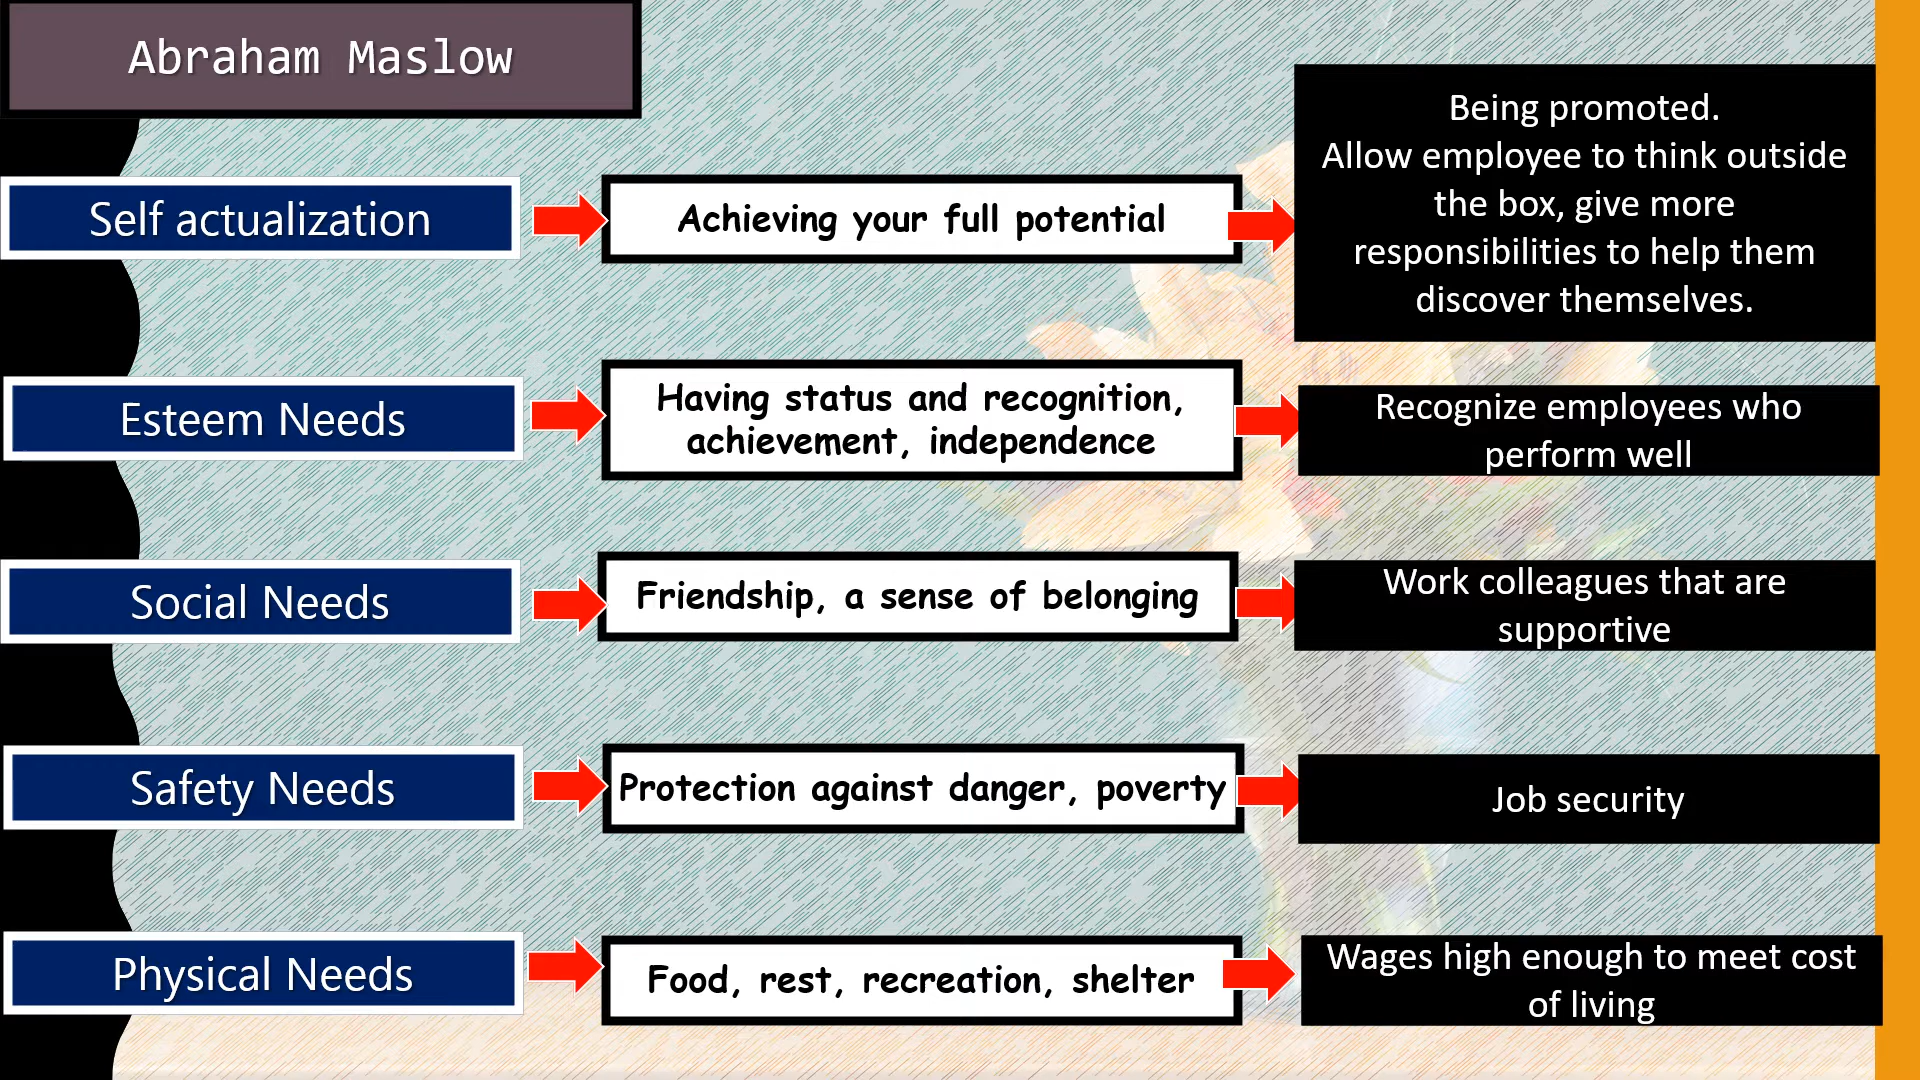 Abraham Maslow
Self actualization
Achieving your full potential
Being promoted.
Allow employee to think outside
the box, give more
responsibilities to help them
discover themselves.
Esteem Needs
Having status and recognition,
achievement, independence
Recognize employees who
perform well
Social Needs
Friendship, a sense of belonging
Work colleagues that are
supportive
Safety Needs
Protection against danger, poverty
Job security
Physical Needs
Food, rest, recreation, shelter
Wages high enough to meet cost
of living